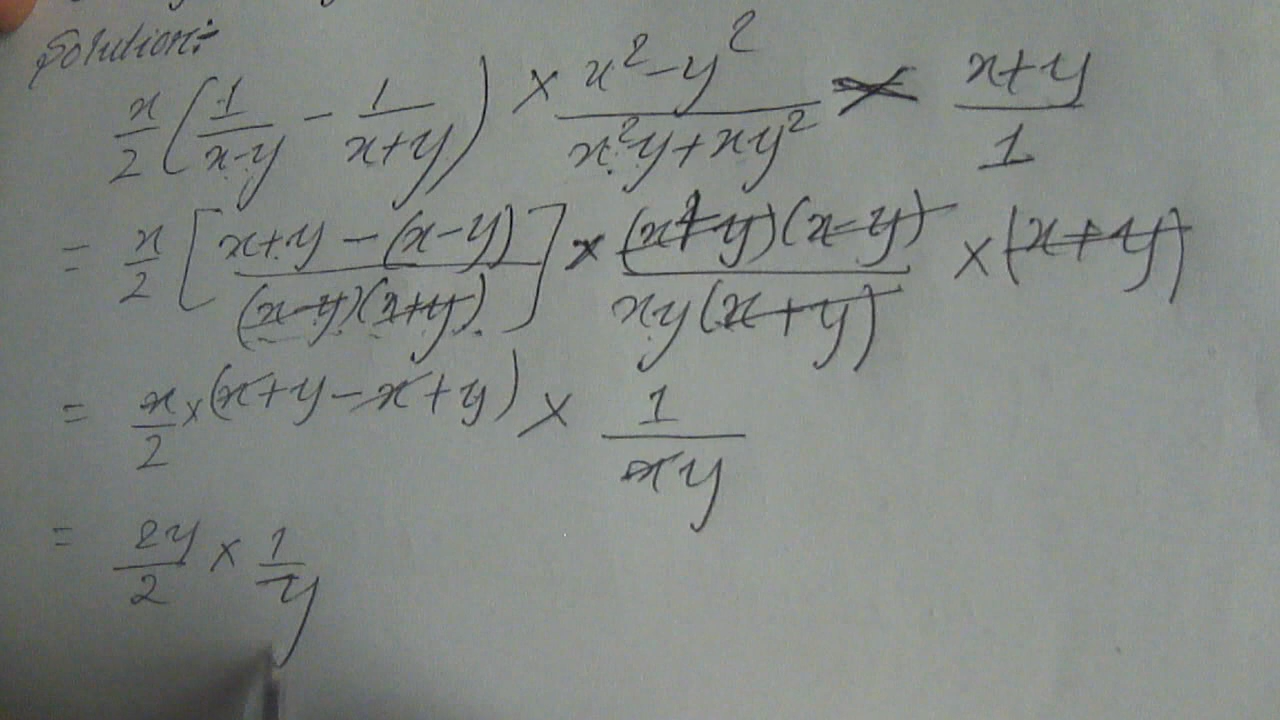 Solution:-
x/2 (1/(x-y) - 1/(x+y)) × (x²-y²)/(x²y+xy²) × (x+y)/1
= x/2 [(x+y-(x-y))/((x-y)(x+y))] × ((x+y)(x-y))/(xy(x+y)) × (x+y)
= x/2 × (x+y-x+y) × 1/xy
= 2y/2 × 1/y